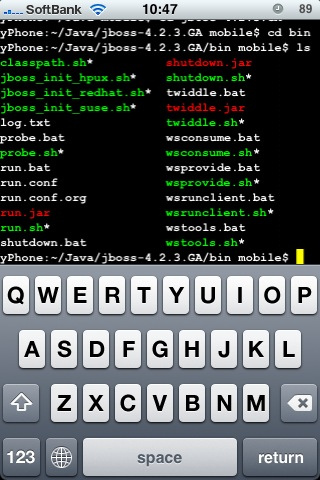 SoftBank 10:47 89
yPhone:~/Java/jboss-4.2.3.GA mobile$ cd bin
yPhone:~/Java/jboss-4.2.3.GA/bin mobile$ ls
classpath.sh* shutdown.jar
jboss_init_hpux.sh* shutdown.sh*
jboss_init_redhat.sh* twiddle.bat
jboss_init_suse.sh* twiddle.jar
log.txt twiddle.sh*
probe.bat wsconsume.bat
probe.sh* wsconsume.sh*
run.bat wsprovide.bat
run.conf wsprovide.sh*
run.conf.org wsrunclient.bat
run.jar wsrunclient.sh*
run.sh* wstools.bat
shutdown.bat wstools.sh*
yPhone:~/Java/jboss-4.2.3.GA/bin mobile$
Q W E R T Y U I O P
A S D F G H J K L
Z X C V B N M
123 space return